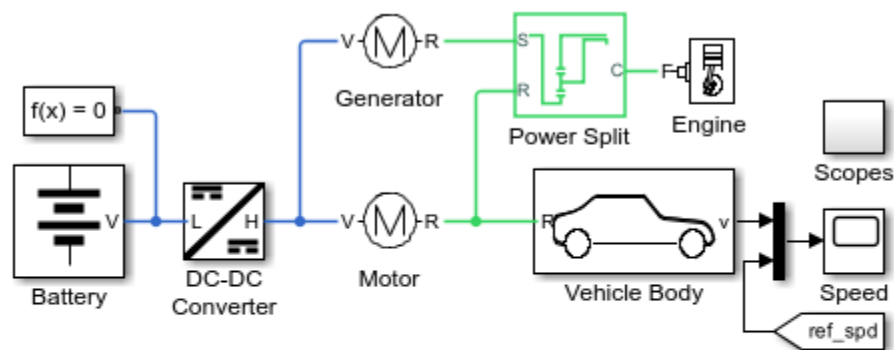 V
R
Generator
S
R
C
Power Split
F
Engine
f(x) = 0
Scopes
V
Battery
L
H
DC-DC
Converter
V
R
Motor
R
v
Vehicle Body
Speed
ref_spd